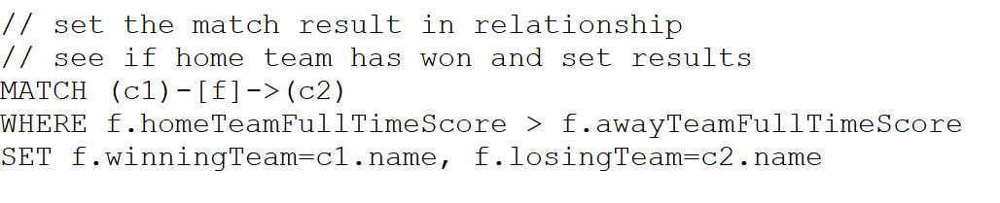 // set the match result in relationship
// see if home team has won and set results
MATCH (c1)-[f]->(c2)
WHERE f.homeTeamFullTimeScore > f.awayTeamFullTimeScore
SET f.winningTeam=c1.name, f.losingTeam=c2.name